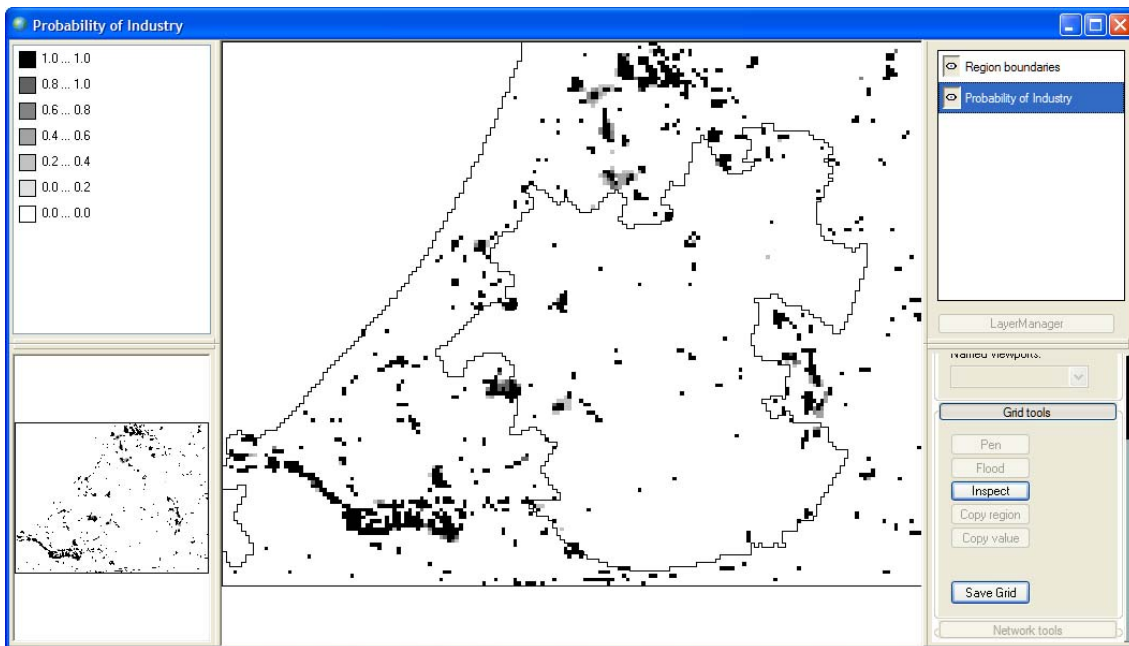 Probability of Industry
1.0 ... 1.0
0.8 ... 1.0
0.6 ... 0.8
0.4 ... 0.6
0.2 ... 0.4
0.0 ... 0.2
0.0 ... 0.0
Region boundaries
Probability of Industry
LayerManager
Named viewports:
Grid tools
Pen
Flood
Inspect
Copy region
Copy value
Save Grid
Network tools